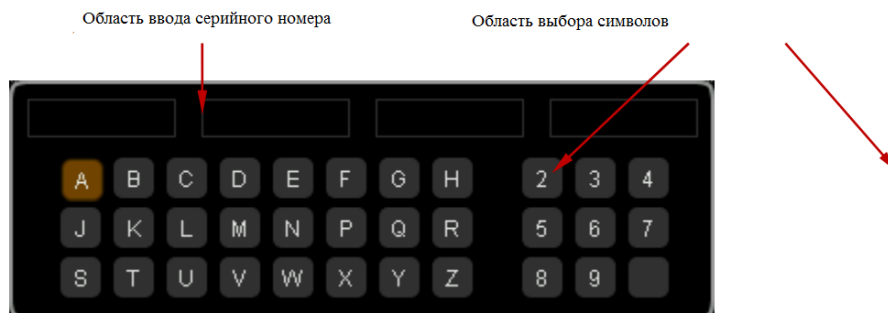 Область ввода серийного номера Область выбора символов
A B C D E F G H 2 3 4
J K L M N P Q R 5 6 7
S T U V W X Y Z 8 9